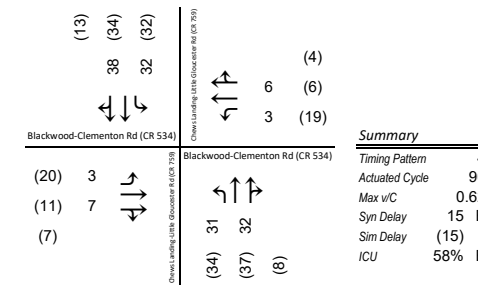 (13) (34) (32)
38 32
Blackwood-Clementon Rd (CR 534)
Chews Landing-Little Gloucester Rd (CR 759)
(4)
6 (6)
3 (19)
(20) 3
(11) 7
(7)
Chews Landing-Little Gloucester Rd (CR 759)
Blackwood-Clementon Rd (CR 534)
31 32
(34) (37) (8)
Summary
Timing Pattern
Actuated Cycle
Max v/C 0.6
Syn Delay 15
Sim Delay (15)
ICU 58%